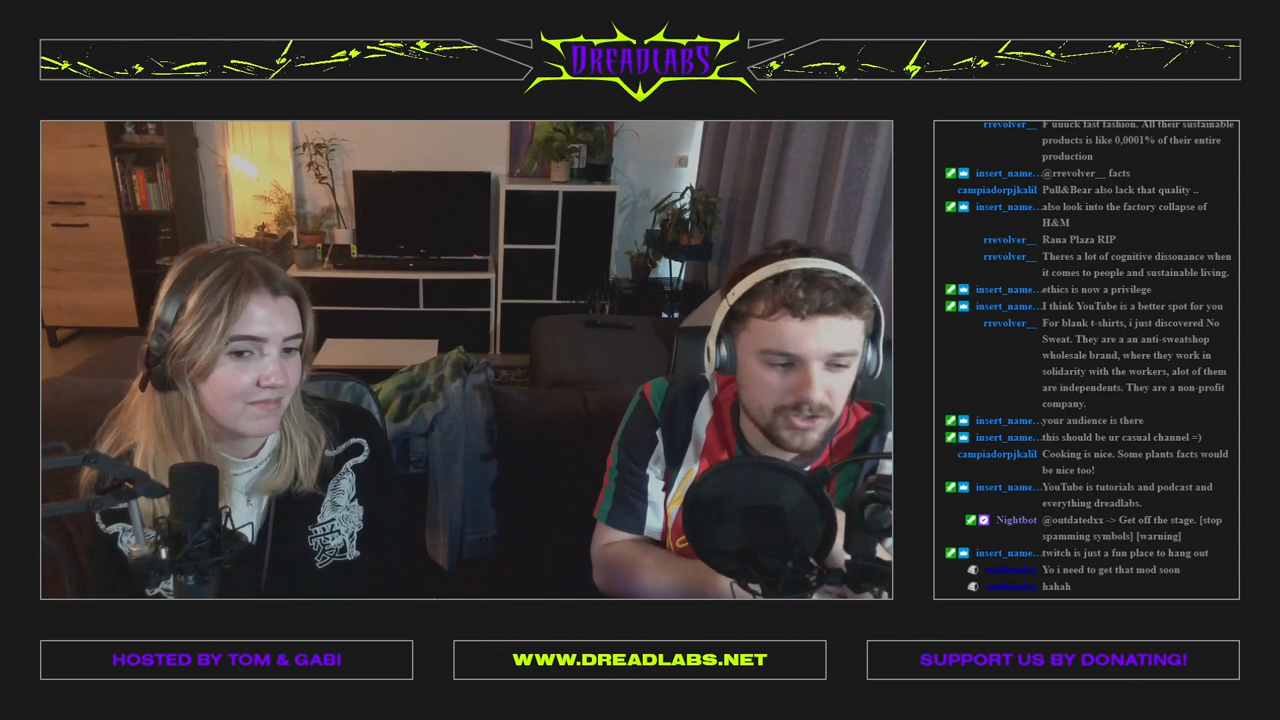 DREADLABS
rrevolver__ F uuuck fast fashion. All their sustainable
products is like 0,0001% of their entire
production
insert_name... @rrevolver__ facts
campiadorpjkalil Pull&Bear also lack that quality ..
insert_name... also look into the factory collapse of
H&M
rrevolver__ Rana Plaza RIP
rrevolver__ Theres a lot of cognitive dissonance when
it comes to people and sustainable living.
insert_name... ethics is now a privilege
insert_name... I think YouTube is a better spot for you
rrevolver__ For blank t-shirts, i just discovered No
Sweat. They are a an anti-sweatshop
wholesale brand, where they work in
solidarity with the workers, alot of them
are independents. They are a non-profit
company.
insert_name... your audience is there
insert_name... this should be ur casual channel =)
campiadorpjkalil Cooking is nice. Some plants facts would
be nice too!
insert_name... YouTube is tutorials and podcast and
everything dreadlabs.
Nightbot @outdatedxx -> Get off the stage. [stop
spamming symbols] [warning]
insert_name... twitch is just a fun place to hang out
Yo i need to get that mod soon
hahah
愛
HOSTED BY TOM & GABI
WWW.DREADLABS.NET
SUPPORT US BY DONATING!